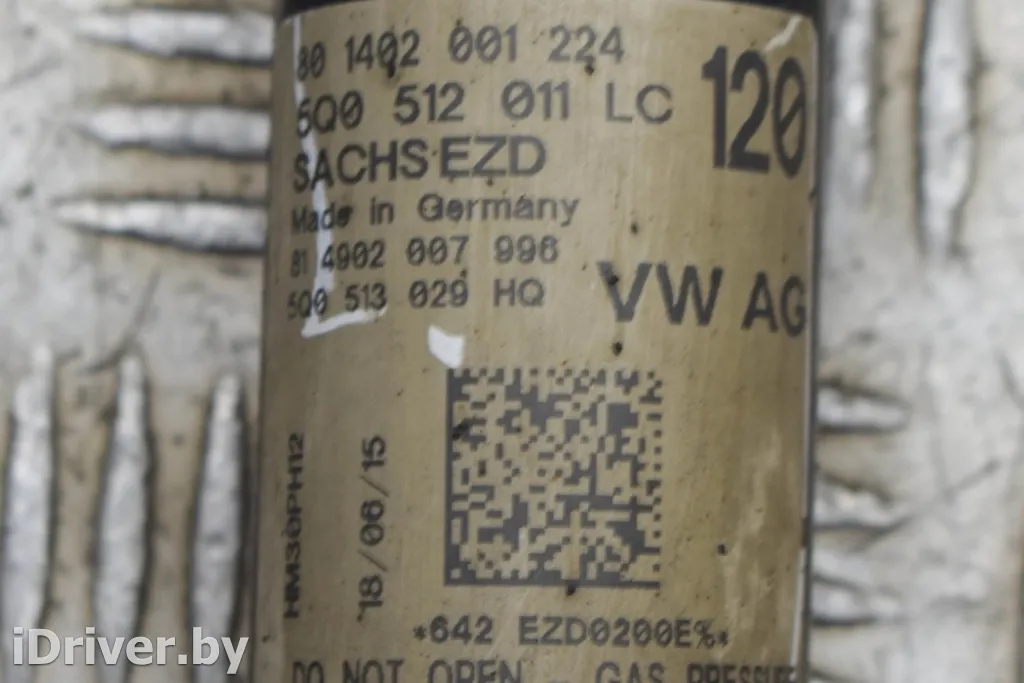 80 1402 001 224
5Q0 512 011 LC
120
SACHS EZD
Made in Germany
81 4902 007 996
5Q0 513 029 HQ
VW AG
HM30PH12
18/06/15
*642 EZD0200E%*
DO NOT OPEN - GAS PRESSURE
iDriver.by